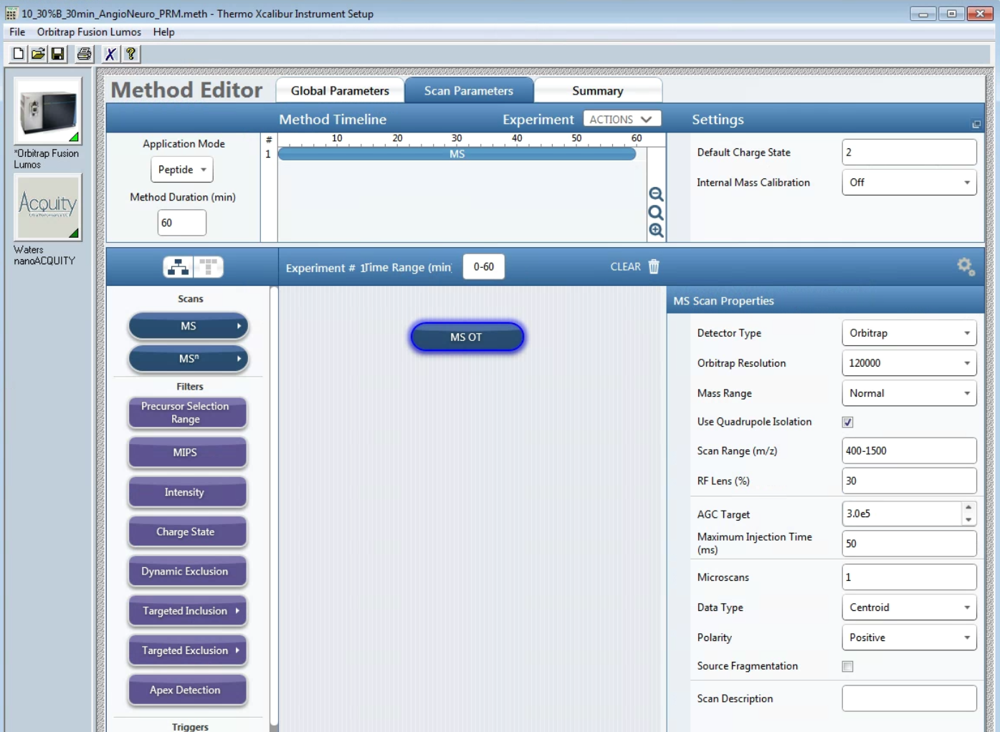 10_30%B_30min_AngioNeuro_PRM.meth - Thermo Xcalibur Instrument Setup
File Orbitrap Fusion Lumos Help
*Orbitrap Fusion
Lumos
Acquity
Waters
nanoACQUITY
Method Editor
Global Parameters
Scan Parameters
Summary
Method Timeline
Experiment
ACTIONS
Settings
Application Mode
Peptide
Method Duration (min)
60
# 10 20 30 40 50 60
1 MS
Default Charge State 2
Internal Mass Calibration Off
Experiment # 1Time Range (min)
0-60
CLEAR
Scans
MS
MSⁿ
Filters
Precursor Selection
Range
MIPS
Intensity
Charge State
Dynamic Exclusion
Targeted Inclusion
Targeted Exclusion
Apex Detection
Triggers
MS OT
MS Scan Properties
Detector Type Orbitrap
Orbitrap Resolution 120000
Mass Range Normal
Use Quadrupole Isolation
Scan Range (m/z) 400-1500
RF Lens (%) 30
AGC Target 3.0e5
Maximum Injection Time
(ms) 50
Microscans 1
Data Type Centroid
Polarity Positive
Source Fragmentation
Scan Description